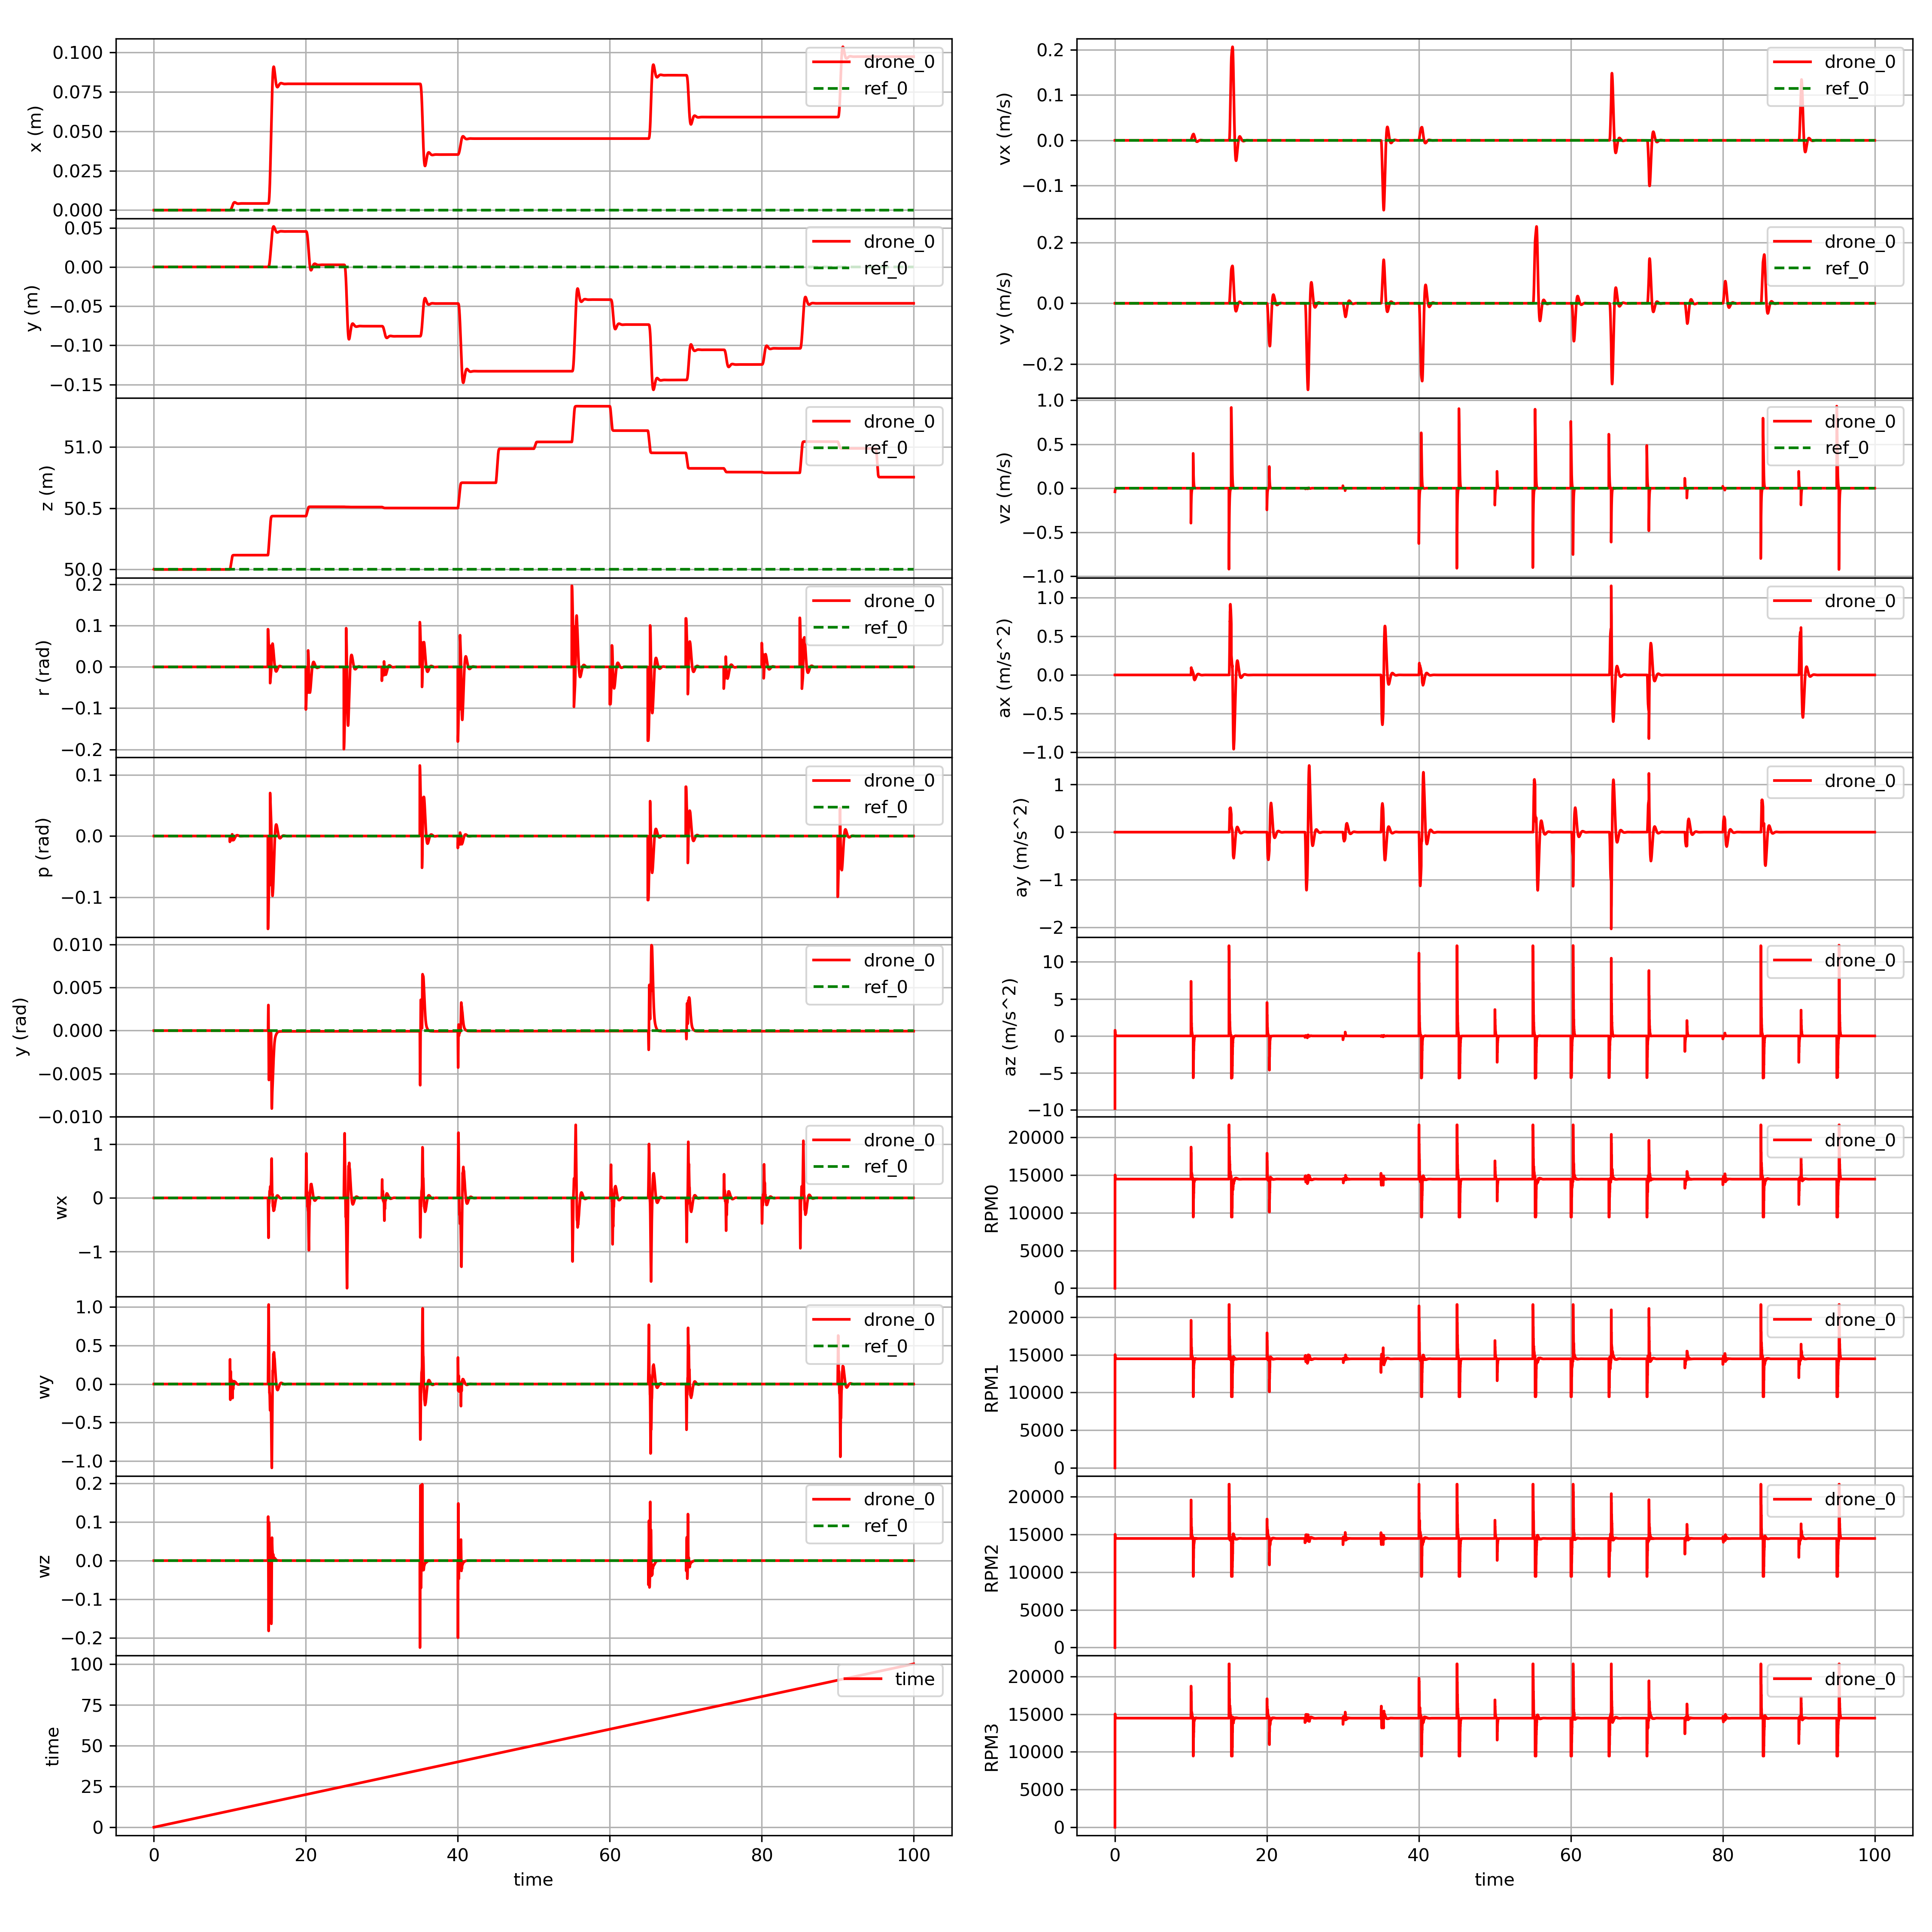 x (m)
0.100
0.075
0.050
0.025
0.000
drone_0
ref_0
y (m)
0.05
0.00
−0.05
−0.10
−0.15
drone_0
ref_0
z (m)
51.0
50.5
50.0
drone_0
ref_0
r (rad)
0.2
0.1
0.0
−0.1
−0.2
drone_0
ref_0
p (rad)
0.1
0.0
−0.1
drone_0
ref_0
y (rad)
0.010
0.005
0.000
−0.005
−0.010
drone_0
ref_0
wx
1
0
−1
drone_0
ref_0
wy
1.0
0.5
0.0
−0.5
−1.0
drone_0
ref_0
wz
0.2
0.1
0.0
−0.1
−0.2
drone_0
ref_0
time
100
75
50
25
0
time
0 20 40 60 80 100
time
vx (m/s)
0.2
0.1
0.0
−0.1
drone_0
ref_0
vy (m/s)
0.2
0.0
−0.2
drone_0
ref_0
vz (m/s)
1.0
0.5
0.0
−0.5
−1.0
drone_0
ref_0
ax (m/s^2)
1.0
0.5
0.0
−0.5
−1.0
drone_0
ay (m/s^2)
1
0
−1
−2
drone_0
az (m/s^2)
10
5
0
−5
−10
drone_0
RPM0
20000
15000
10000
5000
0
drone_0
RPM1
20000
15000
10000
5000
0
drone_0
RPM2
20000
15000
10000
5000
0
drone_0
RPM3
20000
15000
10000
5000
0
drone_0
0 20 40 60 80 100
time